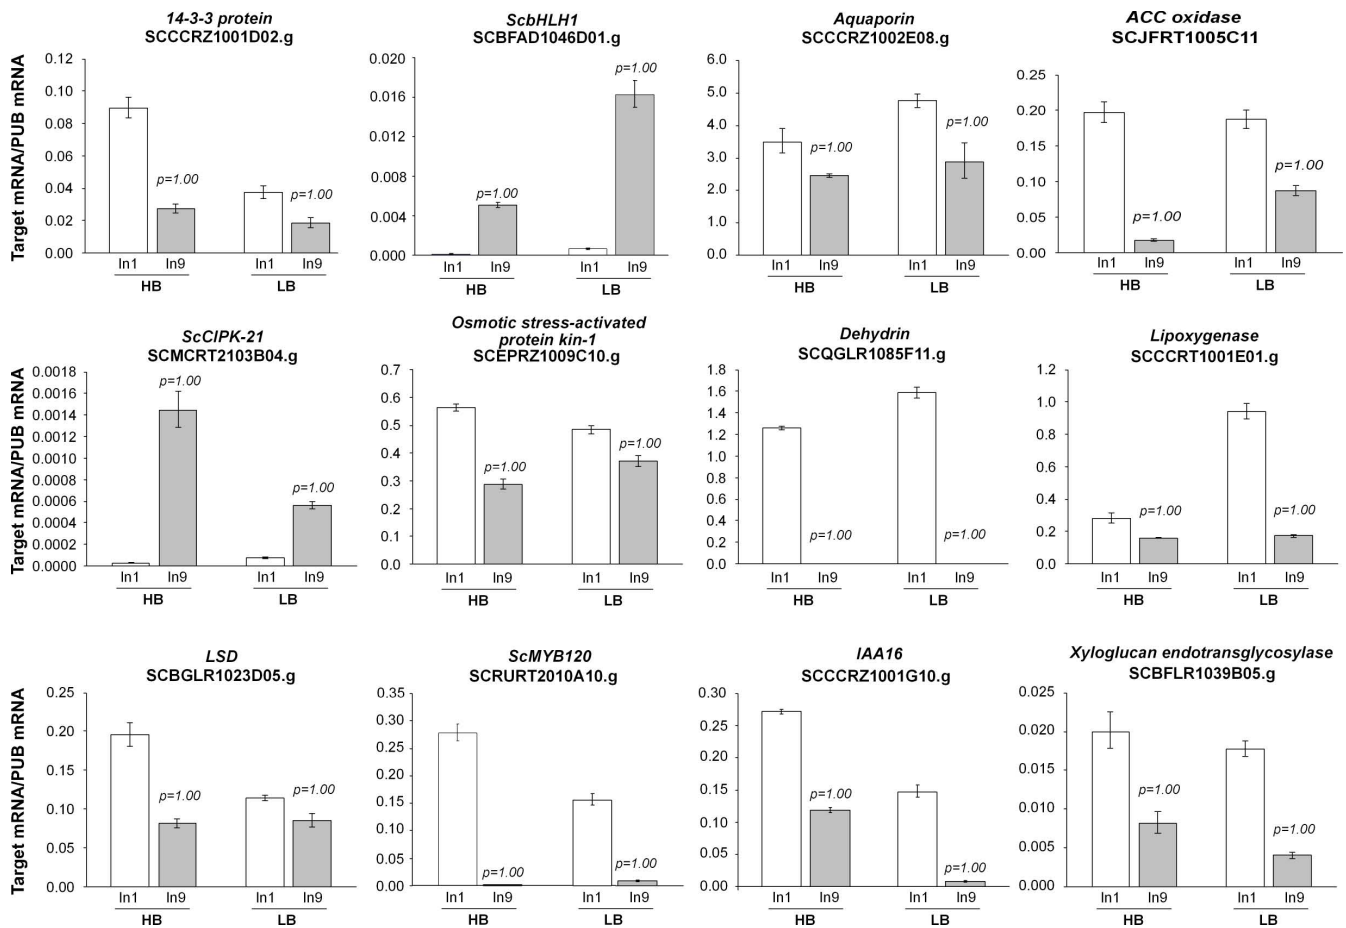 14-3-3 protein
SCCCRZ1001D02.g
Target mRNA/PUB mRNA
0.12
0.10
0.08
0.06
0.04
0.02
0.00
p=1.00
p=1.00
In1 In9 In1 In9
HB LB
ScbHLH1
SCBFAD1046D01.g
0.020
0.016
0.012
0.008
0.004
0.000
p=1.00
p=1.00
In1 In9 In1 In9
HB LB
Aquaporin
SCCCRZ1002E08.g
6.0
5.0
4.0
3.0
2.0
1.0
0.0
p=1.00
p=1.00
In1 In9 In1 In9
HB LB
ACC oxidase
SCJFRT1005C11
0.25
0.20
0.15
0.10
0.05
0.00
p=1.00
p=1.00
In1 In9 In1 In9
HB LB
ScCIPK-21
SCMCRT2103B04.g
Target mRNA/PUB mRNA
0.0018
0.0016
0.0014
0.0012
0.0010
0.0008
0.0006
0.0004
0.0002
0.0000
p=1.00
p=1.00
In1 In9 In1 In9
HB LB
Osmotic stress-activated
protein kin-1
SCEPRZ1009C10.g
0.7
0.6
0.5
0.4
0.3
0.2
0.1
0.0
p=1.00
p=1.00
In1 In9 In1 In9
HB LB
Dehydrin
SCQGLR1085F11.g
1.8
1.6
1.4
1.2
1.0
0.8
0.6
0.4
0.2
0.0
p=1.00
p=1.00
In1 In9 In1 In9
HB LB
Lipoxygenase
SCCCRT1001E01.g
1.2
1.0
0.8
0.6
0.4
0.2
0.0
p=1.00
p=1.00
In1 In9 In1 In9
HB LB
LSD
SCBGLR1023D05.g
Target mRNA/PUB mRNA
0.25
0.20
0.15
0.10
0.05
0.00
p=1.00
p=1.00
In1 In9 In1 In9
HB LB
ScMYB120
SCRURT2010A10.g
0.35
0.30
0.25
0.20
0.15
0.10
0.05
0.00
p=1.00
p=1.00
In1 In9 In1 In9
HB LB
IAA16
SCCCRZ1001G10.g
0.30
0.25
0.20
0.15
0.10
0.05
0.00
p=1.00
p=1.00
In1 In9 In1 In9
HB LB
Xyloglucan endotransglycosylase
SCBFLR1039B05.g
0.025
0.020
0.015
0.010
0.005
0.000
p=1.00
p=1.00
In1 In9 In1 In9
HB LB